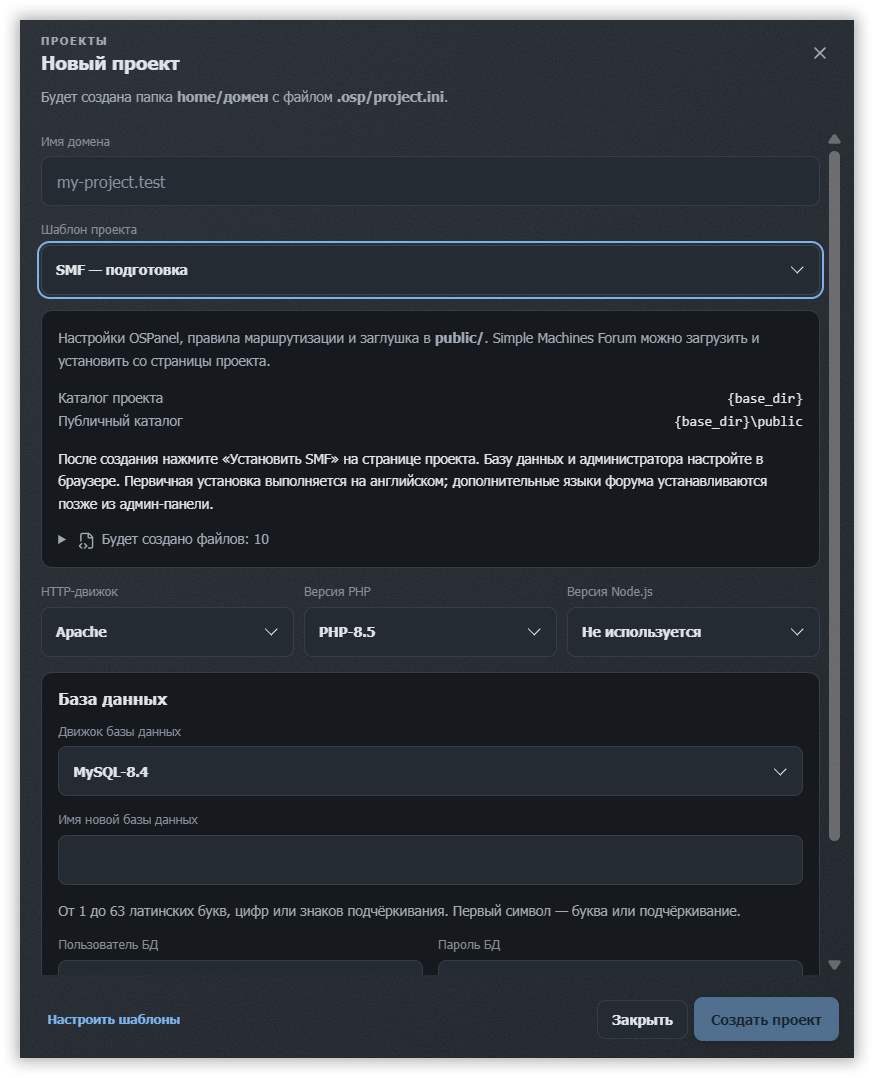 ПРОЕКТЫ
Новый проект
Будет создана папка home/домен с файлом .osp/project.ini.
Имя домена
my-project.test
Шаблон проекта
SMF — подготовка
Настройки OSPanel, правила маршрутизации и заглушка в public/. Simple Machines Forum можно загрузить и
установить со страницы проекта.
Каталог проекта {base_dir}
Публичный каталог {base_dir}\public
После создания нажмите «Установить SMF» на странице проекта. Базу данных и администратора настройте в
браузере. Первичная установка выполняется на английском; дополнительные языки форума устанавливаются
позже из админ-панели.
Будет создано файлов: 10
HTTP-движок Версия PHP Версия Node.js
Apache PHP-8.5 Не используется
База данных
Движок базы данных
MySQL-8.4
Имя новой базы данных
От 1 до 63 латинских букв, цифр или знаков подчёркивания. Первый символ — буква или подчёркивание.
Пользователь БД Пароль БД
Настроить шаблоны Закрыть Создать проект